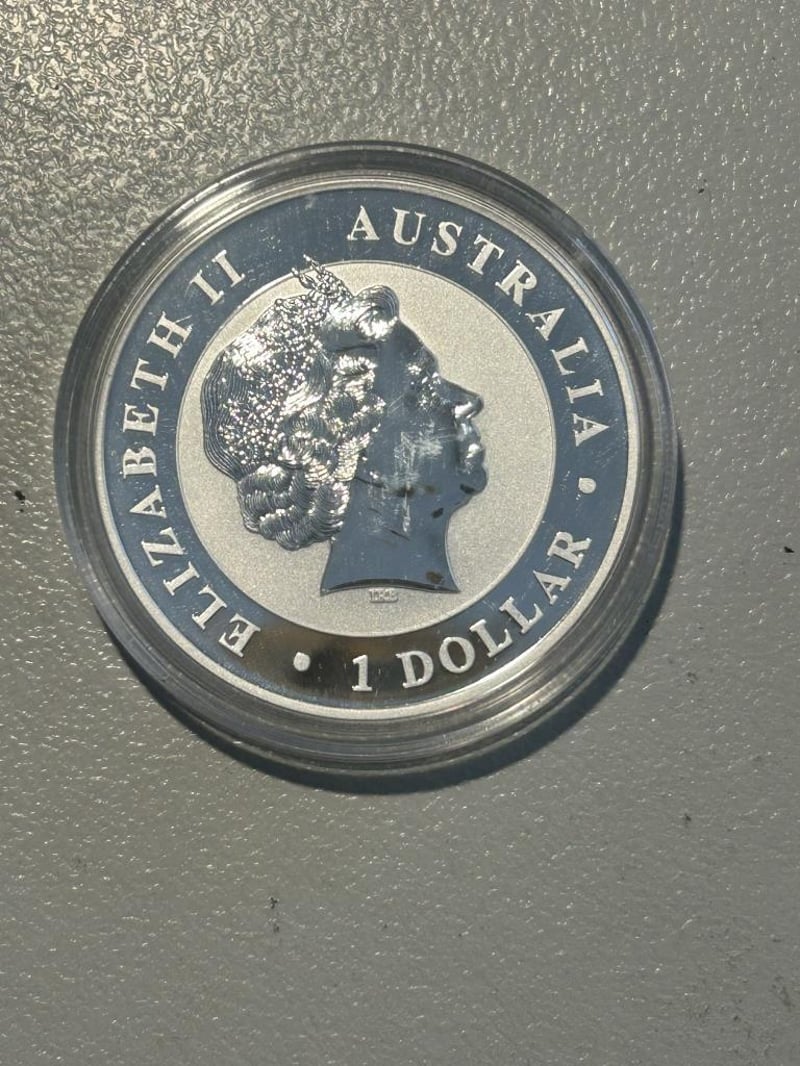 ELIZABETH II
AUSTRALIA • 1 DOLLAR •
IRB